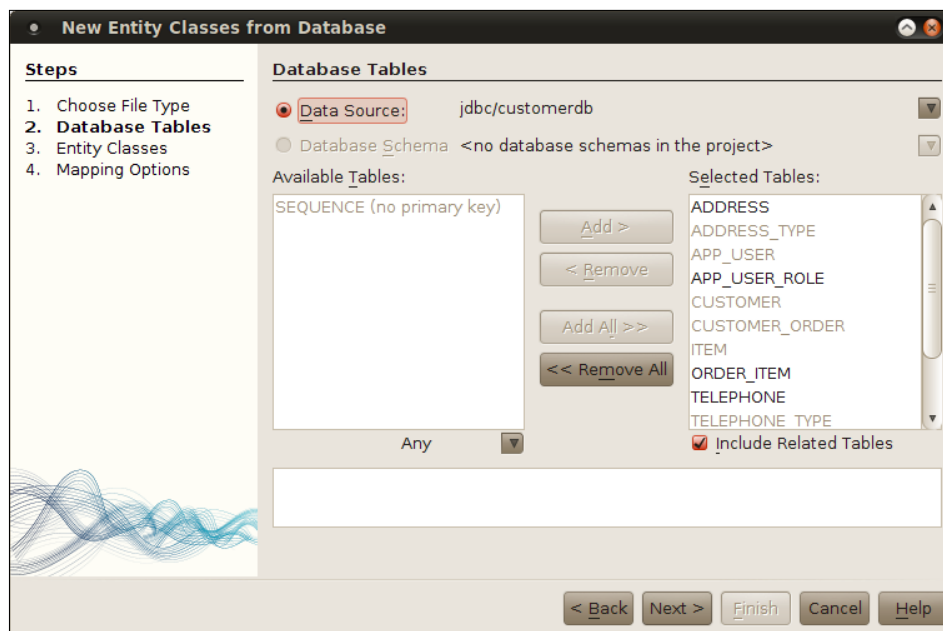 New Entity Classes from Database
Steps
1. Choose File Type
2. Database Tables
3. Entity Classes
4. Mapping Options
Database Tables
Data Source: jdbc/customerdb
Database Schema <no database schemas in the project>
Available Tables:
SEQUENCE (no primary key)
Any
Add >
< Remove
Add All >>
<< Remove All
Selected Tables:
ADDRESS
ADDRESS_TYPE
APP_USER
APP_USER_ROLE
CUSTOMER
CUSTOMER_ORDER
ITEM
ORDER_ITEM
TELEPHONE
TELEPHONE_TYPE
Include Related Tables
< Back Next > Finish Cancel Help